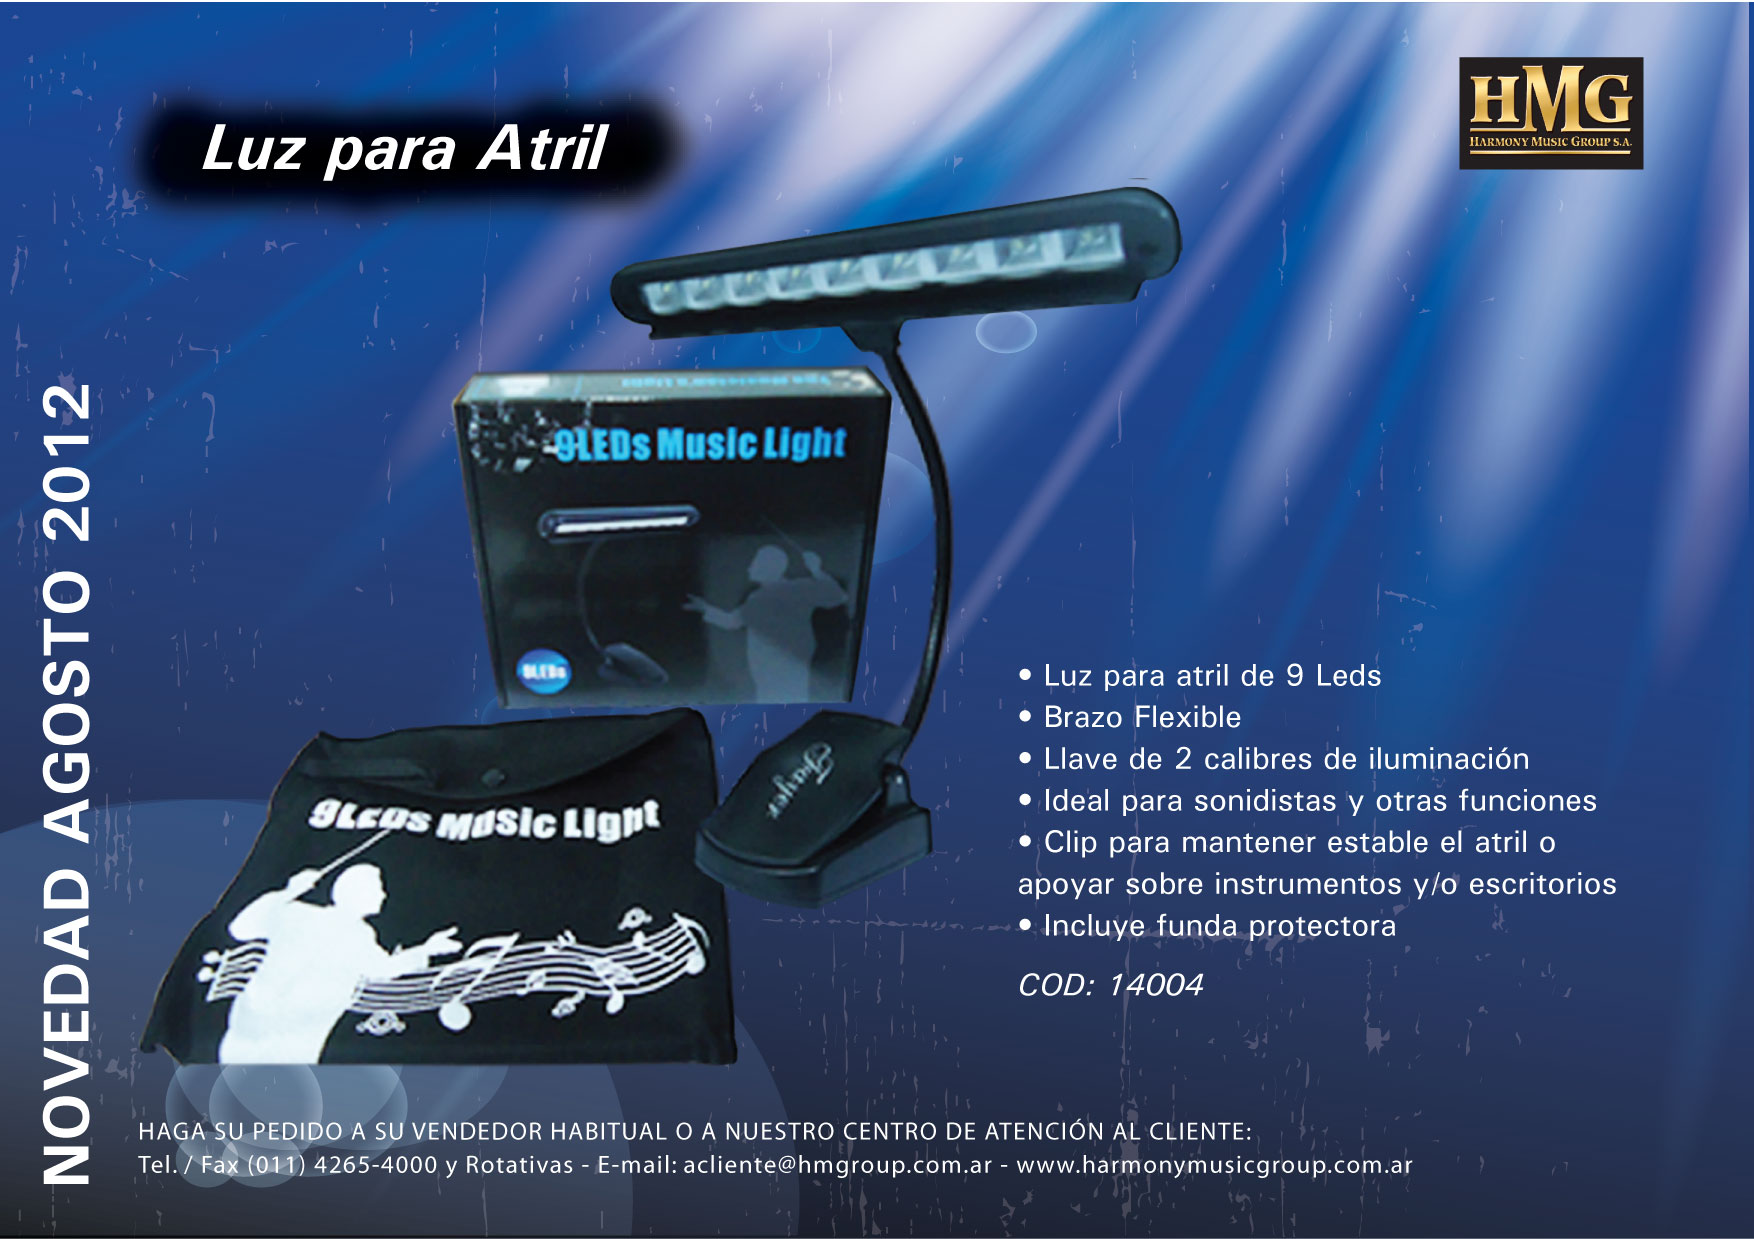 Luz para Atril
HMG
HARMONY MUSIC GROUP S.A.
NOVEDAD AGOSTO 2012
The Musician's Light
9LEDs Music Light
9LEDs
9LEDs Music Light
• Luz para atril de 9 Leds
• Brazo Flexible
• Llave de 2 calibres de iluminación
• Ideal para sonidistas y otras funciones
• Clip para mantener estable el atril o
apoyar sobre instrumentos y/o escritorios
• Incluye funda protectora
COD: 14004
HAGA SU PEDIDO A SU VENDEDOR HABITUAL O A NUESTRO CENTRO DE ATENCIÓN AL CLIENTE:
Tel. / Fax (011) 4265-4000 y Rotativas - E-mail: acliente@hmgroup.com.ar - www.harmonymusicgroup.com.ar